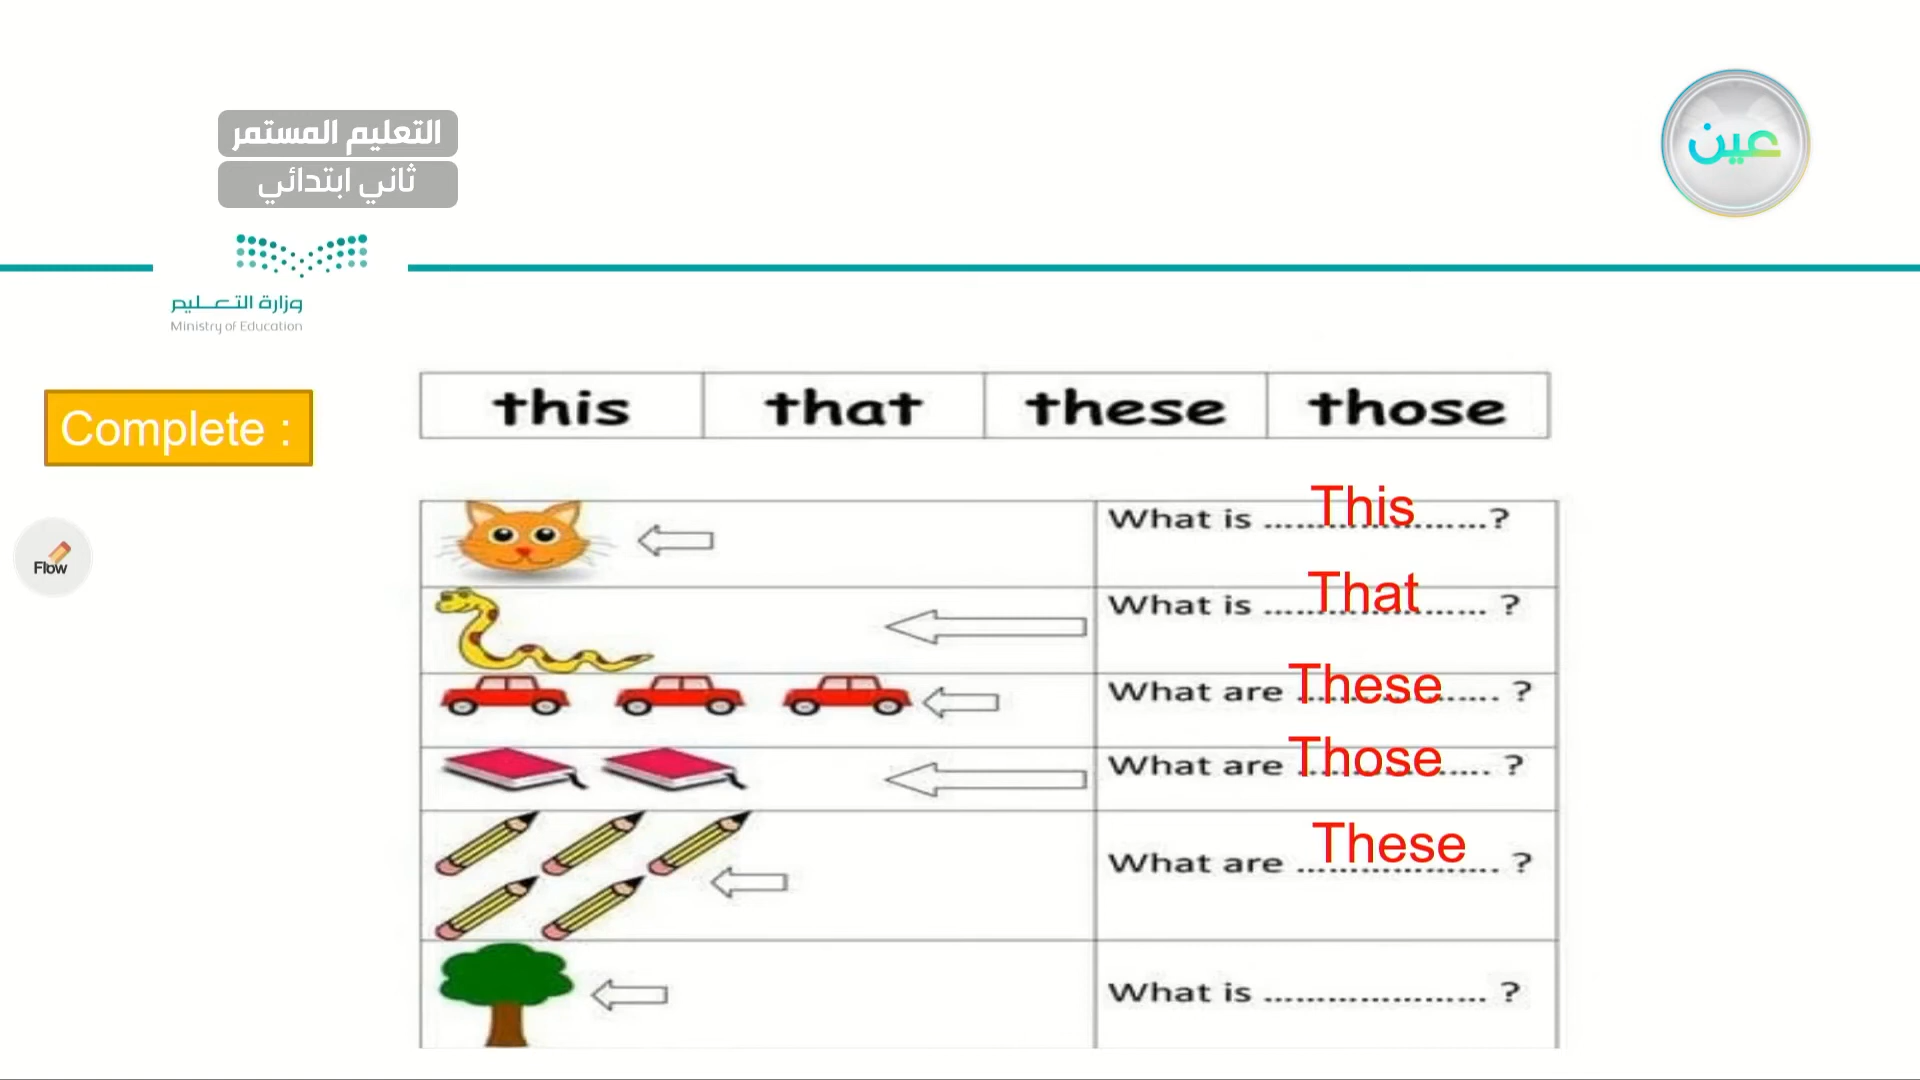 التعليم المستمر
ثاني ابتدائي
عين
وزارة التعليم
Ministry of Education
Complete :
this that these those
Flow
What is ...... This ......?
What is ...... That ...... ?
What are These ...... ?
What are Those ...... ?
What are ...... These ...... ?
What is ...................... ?